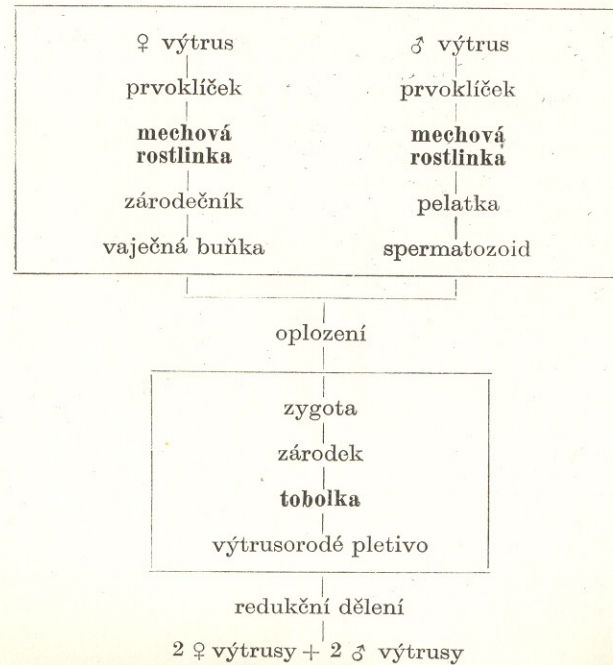 ♀ výtrus
♂ výtrus
prvoklíček
prvoklíček
mechová
rostlinka
mechová
rostlinka
zárodečník
pelatka
vaječná buňka
spermatozoid
oplození
zygota
zárodek
tobolka
výtrusorodé pletivo
redukční dělení
2 ♀ výtrusy + 2 ♂ výtrusy